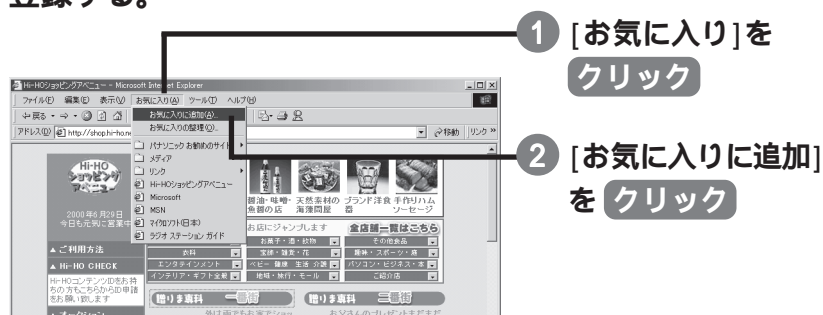 登録する。
1 [お気に入り]を
クリック
2 [お気に入りに追加]
を クリック
Hi-HOショッピングアベニュー - Microsoft Internet Explorer
ファイル(F) 編集(E) 表示(V) お気に入り(A) ツール(T) ヘルプ(H)
戻る
お気に入りに追加(A)...
お気に入りの整理(O)...
アドレス(D) http://shop.hi-ho.ne
移動 リンク »
パナソニックお勧めのサイト
メディア
リンク
Hi-HOショッピングアベニュー
Microsoft
MSN
マイクロソフト(日本)
ラジオ ステーション ガイド
Hi-HO
ショッピング
アベニュー
2000年6月29日
今日も元気に営業中
醤油・味噌・ 天然素材の ブランド洋食 手作りハム
魚醤の店 海藻問屋 器 ソーセージ
お店にジャンプします 全店舗一覧はこちら
お菓子・酒・飲物 その他食品
▲ご利用方法
衣料 宝飾・雑貨・花 趣味・スポーツ・癒
▲Hi-HO CHECK
エンタテインメント ベビー 健康 生活 介護 パソコン・ビジネス・本
インテリア・ギフト全般 地域・旅行・モール ご紹介店
Hi-HOコンテンツIDをお持
ちの方もこちらからID申請
をお願い致します
贈りま専科 一番街 贈りま専科 三番街
▲オークション